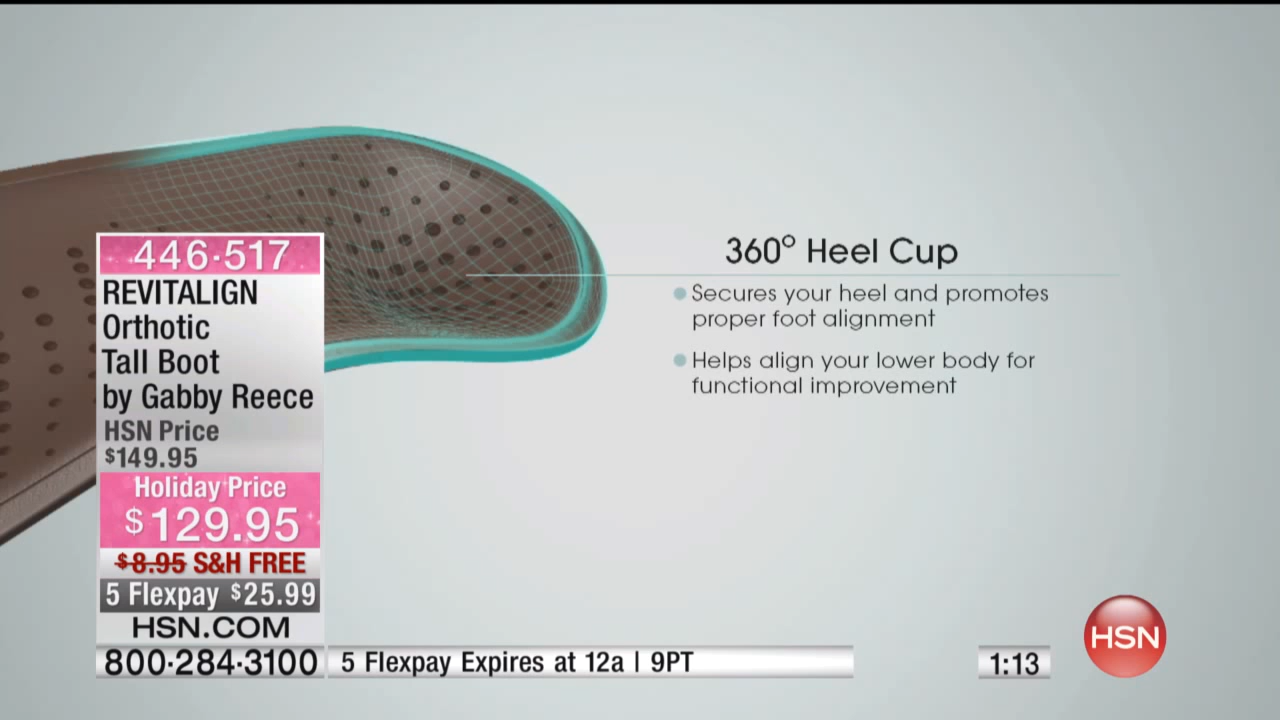 446·517
REVITALIGN
Orthotic
Tall Boot
by Gabby Reece
HSN Price
$149.95
Holiday Price
$129.95
$8.95 S&H FREE
5 Flexpay $25.99
HSN.COM
800·284·3100
360° Heel Cup
Secures your heel and promotes
proper foot alignment
Helps align your lower body for
functional improvement
5 Flexpay Expires at 12a | 9PT
1:13
HSN